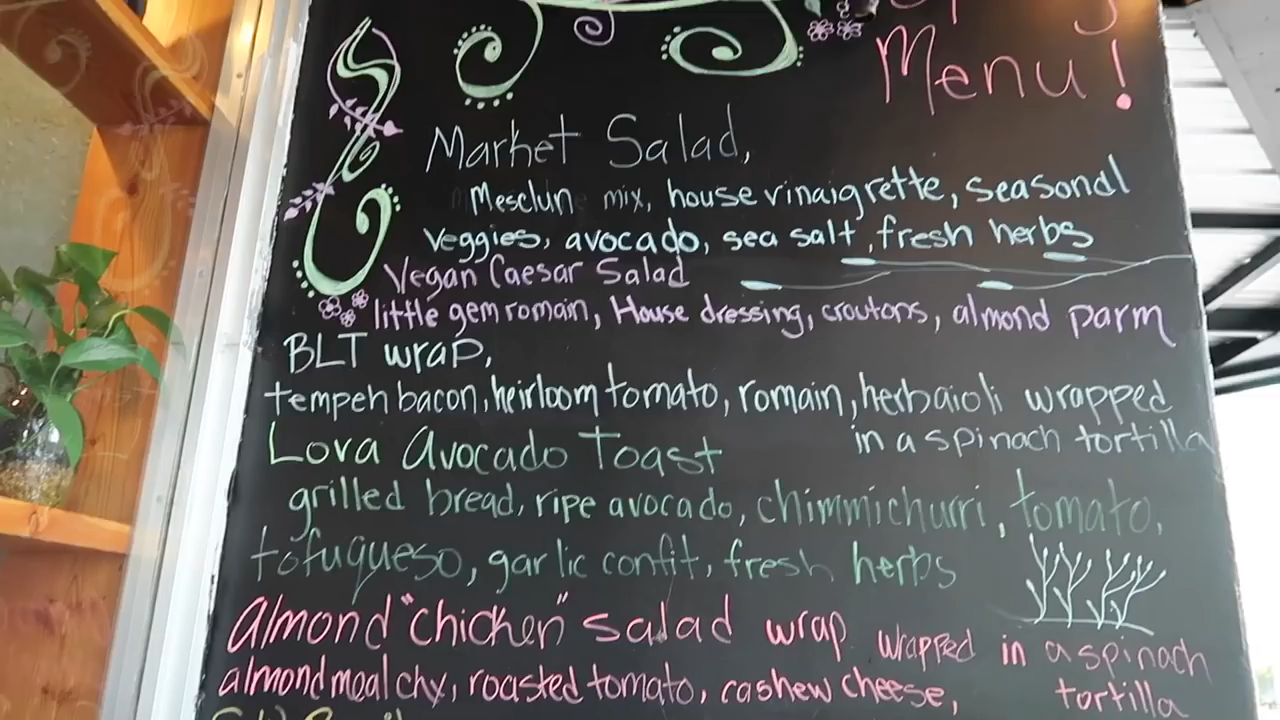 Menu!
Market Salad,
Mesclun mix, house vinaigrette, seasonal
veggies, avocado, sea salt, fresh herbs
Vegan Caesar Salad
little gem romain, House dressing, croutons, almond parm
BLT wrap,
tempeh bacon, heirloom tomato, romain, herbaioli wrapped
in a spinach tortilla
Lova Avocado Toast
grilled bread, ripe avocado, chimmichurri, tomato,
tofuqueso, garlic confit, fresh herbs
Almond "chicken" salad wrap wrapped in a spinach
almond meal chx, roasted tomato, cashew cheese, tortilla